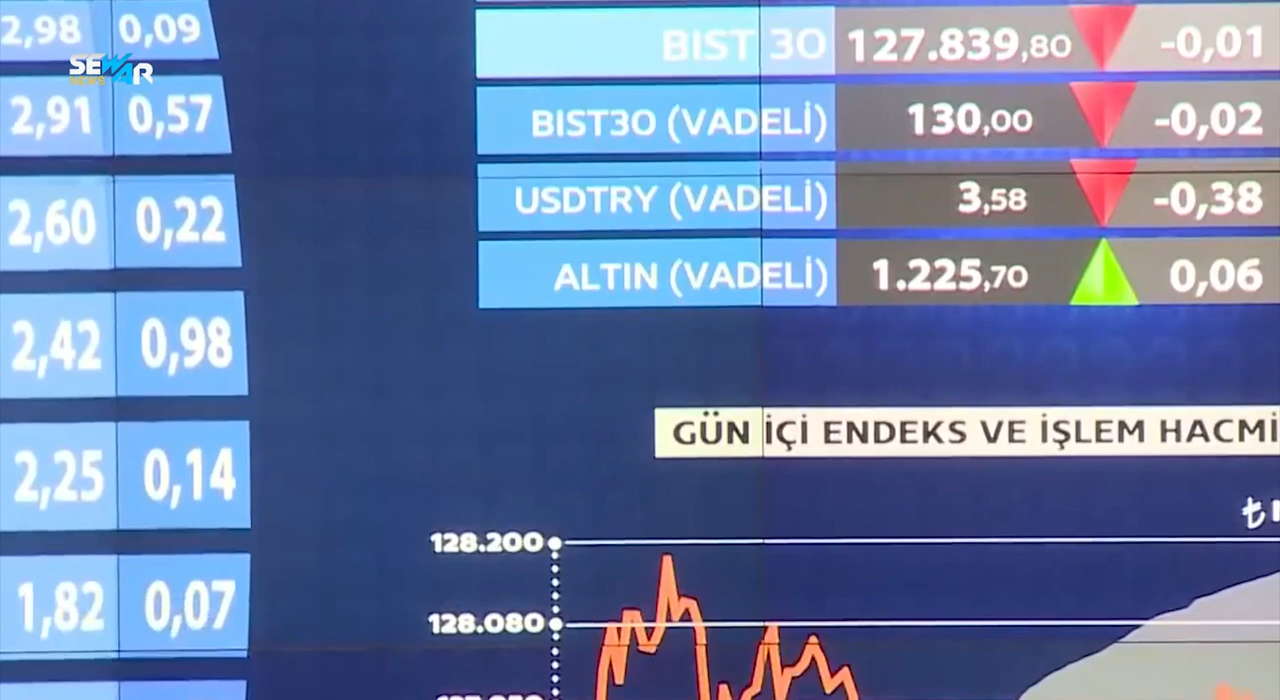 2,98 0,09
SEWAR
NEWS
2,91 0,57
2,60 0,22
2,42 0,98
2,25 0,14
1,82 0,07
BIST 30 127.839,80 -0,01
BIST30 (VADELİ) 130,00 -0,02
USDTRY (VADELİ) 3,58 -0,38
ALTIN (VADELİ) 1.225,70 0,06
GÜN İÇİ ENDEKS VE İŞLEM HACMİ
₺
128.200
128.080